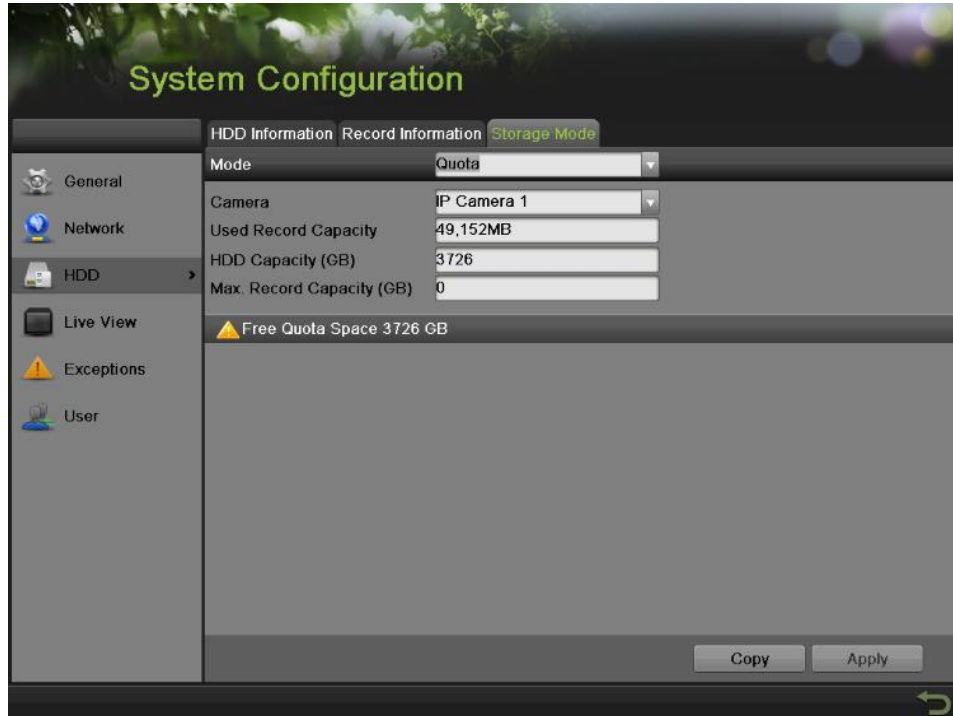 System Configuration
HDD Information Record Information Storage Mode
Mode Quota
General
Camera IP Camera 1
Network
Used Record Capacity 49,152MB
HDD Capacity (GB) 3726
HDD
Max. Record Capacity (GB) 0
Live View
Free Quota Space 3726 GB
Exceptions
User
Copy Apply